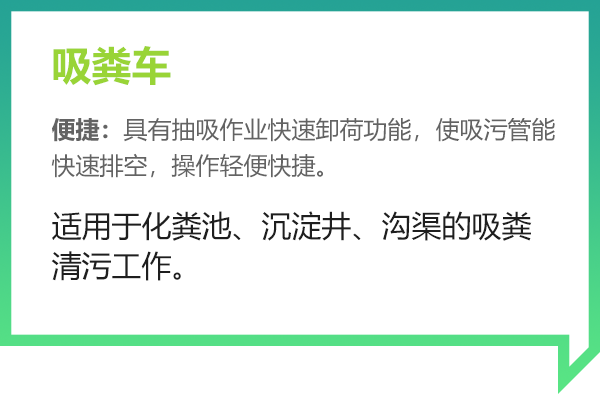 吸粪车
便捷：具有抽吸作业快速卸荷功能，使吸污管能
快速排空，操作轻便快捷。
适用于化粪池、沉淀井、沟渠的吸粪
清污工作。